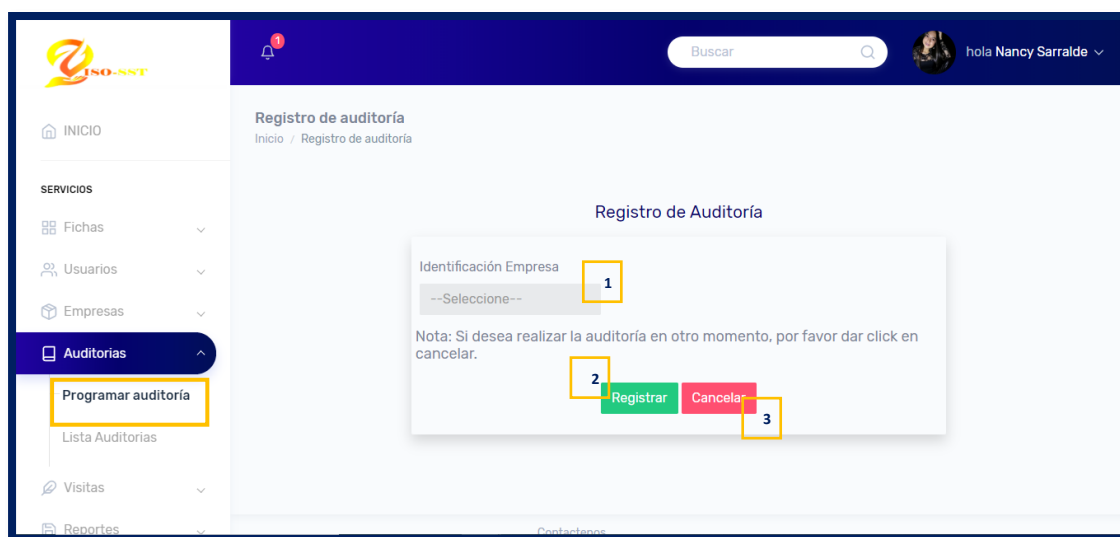 ISO-SST
1
Buscar
hola Nancy Sarralde
INICIO
Registro de auditoría
Inicio / Registro de auditoría
SERVICIOS
Fichas
Usuarios
Empresas
Auditorias
Programar auditoría
Lista Auditorias
Visitas
Reportes
Registro de Auditoría
Identificación Empresa
1
--Seleccione--
Nota: Si desea realizar la auditoría en otro momento, por favor dar click en
cancelar.
2
Registrar Cancelar
3
Contactenos